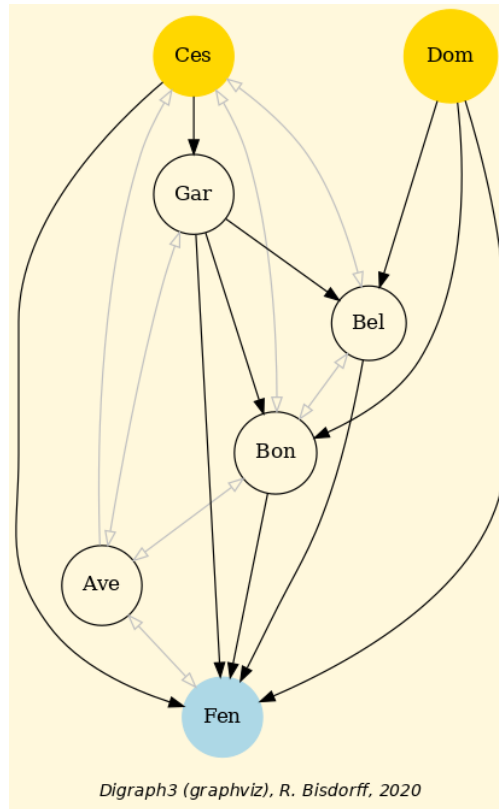 Ces
Dom
Gar
Bel
Bon
Ave
Fen
Digraph3 (graphviz), R. Bisdorff, 2020